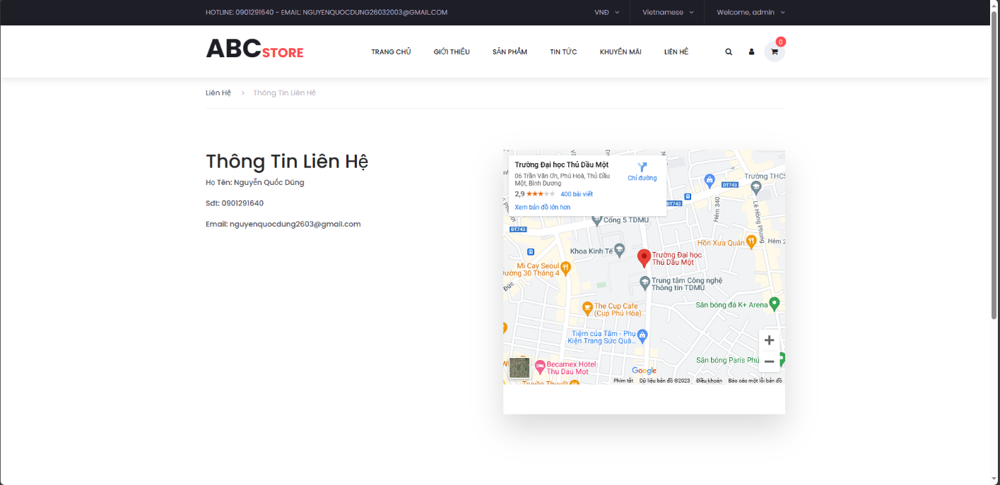 HOTLINE: 0901291640 - EMAIL: NGUYENQUOCDUNG26032003@GMAIL.COM
VNĐ
Vietnamese
Welcome, admin
ABCSTORE
TRANG CHỦ
GIỚI THIỆU
SẢN PHẨM
TIN TỨC
KHUYẾN MÃI
LIÊN HỆ
0
Liên Hệ > Thông Tin Liên Hệ
Thông Tin Liên Hệ
Họ Tên: Nguyễn Quốc Dũng
Sđt: 0901291640
Email: nguyenquocdung2603@gmail.com
Trường Đại học Thủ Dầu Một
06 Trần Văn Ơn, Phú Hoà, Thủ Dầu
Một, Bình Dương
2,9
400 bài viết
Xem bản đồ lớn hơn
Chỉ đường
Trường THCS
DT743
DT743
Hẻm 340
Lê Hồng Phong
Cổng 5 TDMU
DT743
Hồn Xưa Quán
Hẻm 2
Khoa Kinh Tế
Trường Đại học
Thủ Dầu Một
Mì Cay Seoul
Đường 30 Tháng 4
Đức
Trung tâm Công nghệ
Thông tin TDMU
The Cup Cafe
(Cup Phú Hòa)
Sân bóng đá K+ Arena
Tiệm của Tấm - Phụ
Kiện Trang Sức Quà...
+
−
Sân bóng Paris Phú
Becamex Hotel
Thu Dau Mot
Google
Truyền Thuyết
Phím tắt
Dữ liệu bản đồ ©2023
Điều khoản
Báo cáo một lỗi bản đồ